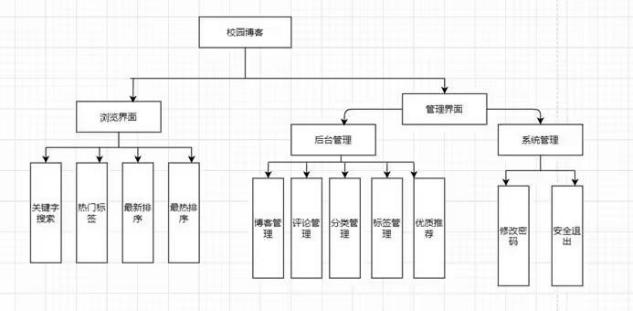 校园博客
浏览界面
管理界面
后台管理
系统管理
关键字
搜索
热门标
签
最新排
序
最热排
序
博客管
理
评论管
理
分类管
理
标签管
理
优质推
荐
修改密
码
安全退
出